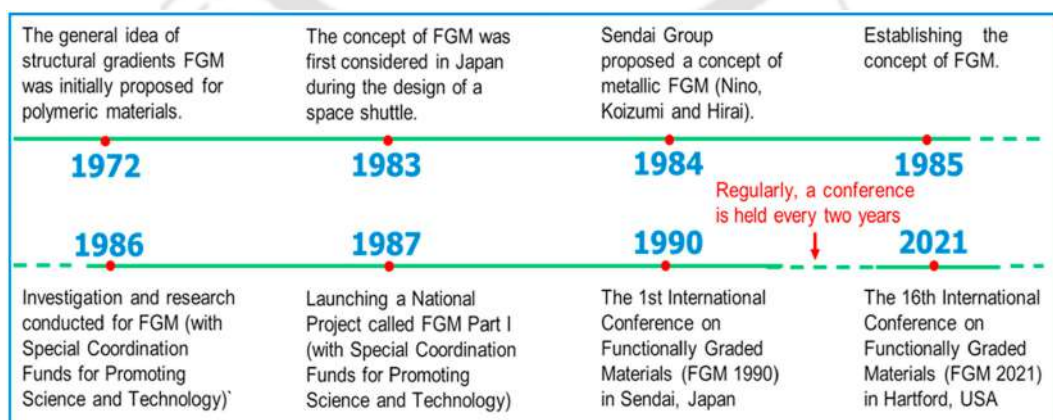 The general idea of
structural gradients FGM
was initially proposed for
polymeric materials.
The concept of FGM was
first considered in Japan
during the design of a
space shuttle.
Sendai Group
proposed a concept of
metallic FGM (Nino,
Koizumi and Hirai).
Establishing the
concept of FGM.
1972
1983
1984
1985
Regularly, a conference
is held every two years
1986
1987
1990
2021
Investigation and research
conducted for FGM (with
Special Coordination
Funds for Promoting
Science and Technology)`
Launching a National
Project called FGM Part I
(with Special Coordination
Funds for Promoting
Science and Technology)
The 1st International
Conference on
Functionally Graded
Materials (FGM 1990)
in Sendai, Japan
The 16th International
Conference on
Functionally Graded
Materials (FGM 2021)
in Hartford, USA